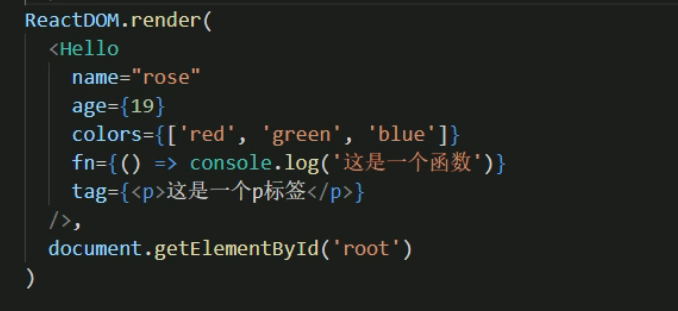 ReactDOM.render(
<Hello
name="rose"
age={19}
colors={['red', 'green', 'blue']}
fn={() => console.log('这是一个函数')}
tag={<p>这是一个p标签</p>}
/>,
document.getElementById('root')
)